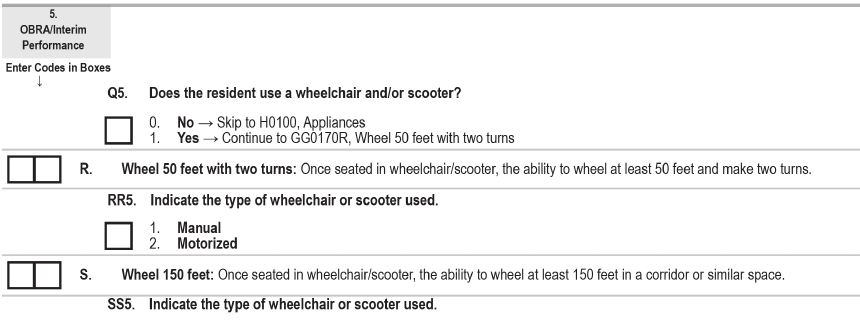 5.
OBRA/Interim
Performance
Enter Codes in Boxes
↓
Q5. Does the resident use a wheelchair and/or scooter?
0. No → Skip to H0100, Appliances
1. Yes → Continue to GG0170R, Wheel 50 feet with two turns
R. Wheel 50 feet with two turns: Once seated in wheelchair/scooter, the ability to wheel at least 50 feet and make two turns.
RR5. Indicate the type of wheelchair or scooter used.
1. Manual
2. Motorized
S. Wheel 150 feet: Once seated in wheelchair/scooter, the ability to wheel at least 150 feet in a corridor or similar space.
SS5. Indicate the type of wheelchair or scooter used.